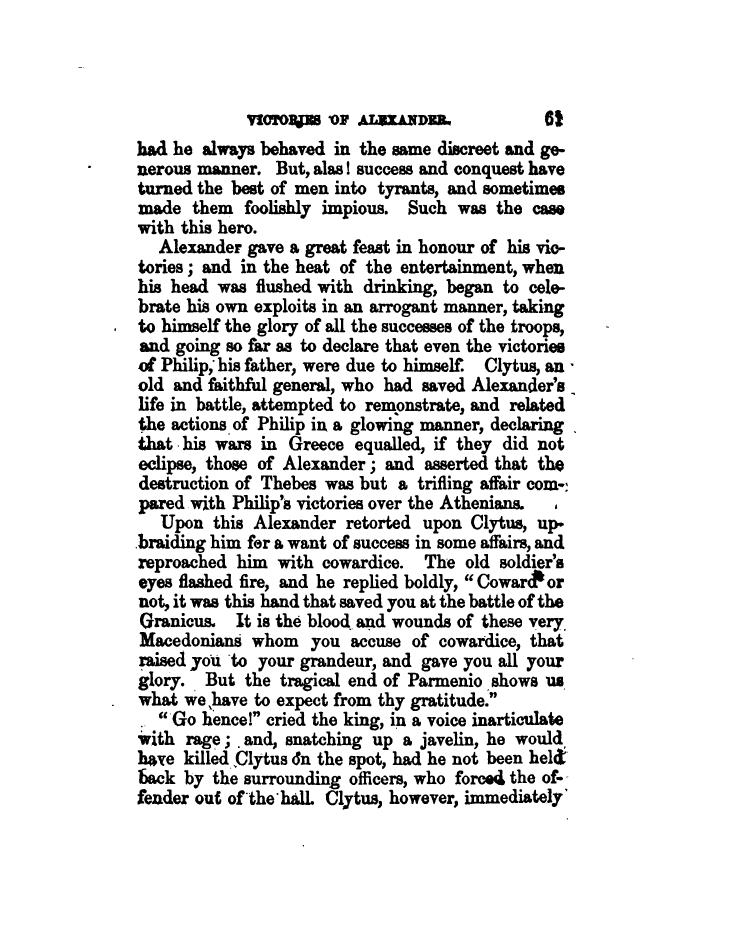 VICTORIES OF ALEXANDER. 61
had he always behaved in the same discreet and ge-
nerous manner. But, alas! success and conquest have
turned the best of men into tyrants, and sometimes
made them foolishly impious. Such was the case
with this hero.
Alexander gave a great feast in honour of his vic-
tories; and in the heat of the entertainment, when
his head was flushed with drinking, began to cele-
brate his own exploits in an arrogant manner, taking
to himself the glory of all the successes of the troops,
and going so far as to declare that even the victories
of Philip, his father, were due to himself. Clytus, an
old and faithful general, who had saved Alexander's
life in battle, attempted to remonstrate, and related
the actions of Philip in a glowing manner, declaring
that his wars in Greece equalled, if they did not
eclipse, those of Alexander; and asserted that the
destruction of Thebes was but a trifling affair com-
pared with Philip's victories over the Athenians.
Upon this Alexander retorted upon Clytus, up-
braiding him for a want of success in some affairs, and
reproached him with cowardice. The old soldier's
eyes flashed fire, and he replied boldly, "Coward or
not, it was this hand that saved you at the battle of the
Granicus. It is the blood and wounds of these very
Macedonians whom you accuse of cowardice, that
raised you to your grandeur, and gave you all your
glory. But the tragical end of Parmenio shows us
what we have to expect from thy gratitude."
"Go hence!" cried the king, in a voice inarticulate
with rage; and, snatching up a javelin, he would
have killed Clytus on the spot, had he not been held
back by the surrounding officers, who forced the of-
fender out of the hall. Clytus, however, immediately